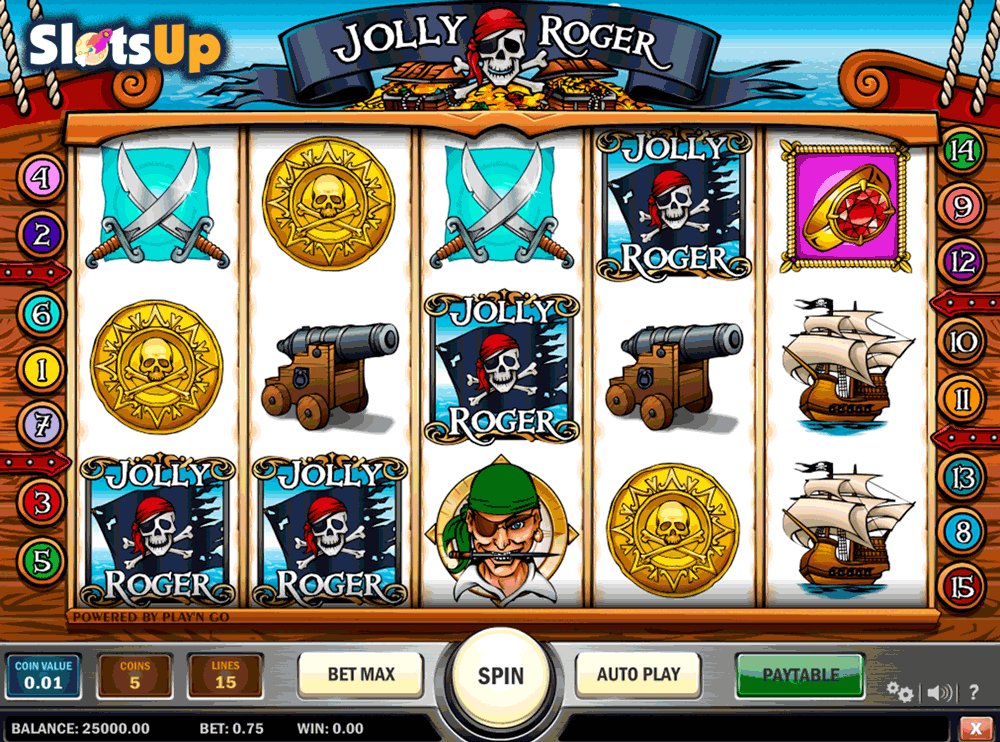 SlotsUp
JOLLY ROGER
JOLLY
ROGER
JOLLY
ROGER
JOLLY
ROGER
JOLLY
ROGER
4
2
6
1
7
3
5
14
9
12
10
11
13
8
15
POWERED BY PLAY'N GO
COIN VALUE
0.01
COINS
5
LINES
15
BET MAX
SPIN
AUTO PLAY
PAYTABLE
?
BALANCE: 25000.00 BET: 0.75 WIN: 0.00
X